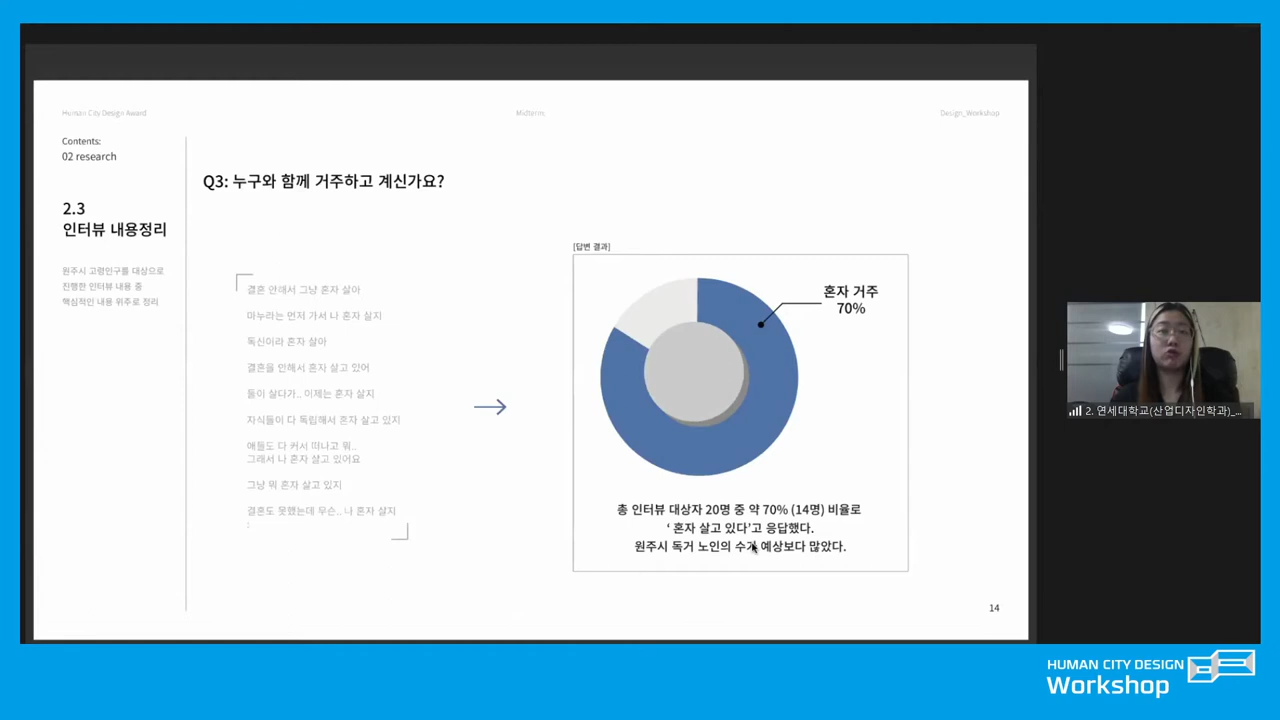 Human City Design Award
Midterm:
Design_Workshop
Contents:
02 research
2.3
인터뷰 내용정리
원주시 고령인구를 대상으로
진행한 인터뷰 내용 중
핵심적인 내용 위주로 정리
Q3: 누구와 함께 거주하고 계신가요?
결혼 안해서 그냥 혼자 살아
마누라는 먼저 가서 나 혼자 살지
독신이라 혼자 살아
결혼을 안해서 혼자 살고 있어
둘이 살다가.. 이제는 혼자 살지
자식들이 다 독립해서 혼자 살고 있지
애들도 다 커서 떠나고 뭐..
그래서 나 혼자 살고 있어요
그냥 뭐 혼자 살고 있지
결혼도 못했는데 무슨.. 나 혼자 살지
:
[답변 결과]
혼자 거주
70%
총 인터뷰 대상자 20명 중 약 70% (14명) 비율로
‘ 혼자 살고 있다’고 응답했다.
원주시 독거 노인의 수가 예상보다 많았다.
14
2. 연세대학교(산업디자인학과)_...
HUMAN CITY DESIGN
Workshop